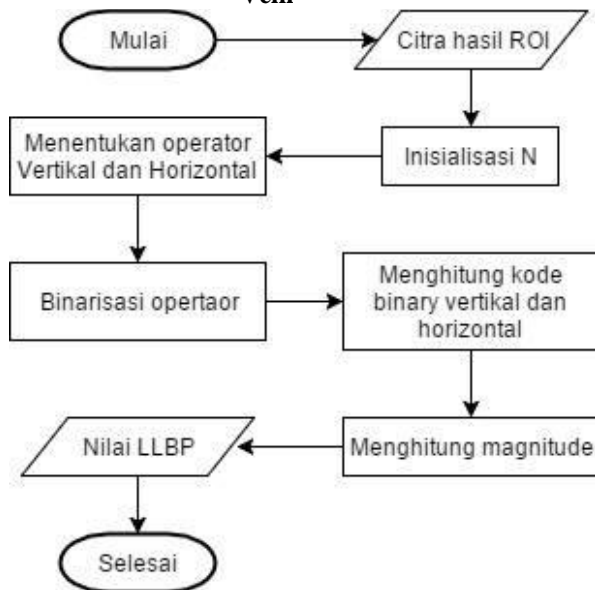 Mulai
Citra hasil ROI
Menentukan operator
Vertikal dan Horizontal
Inisialisasi N
Binarisasi opertaor
Menghitung kode
binary vertikal dan
horizontal
Nilai LLBP
Menghitung magnitude
Selesai